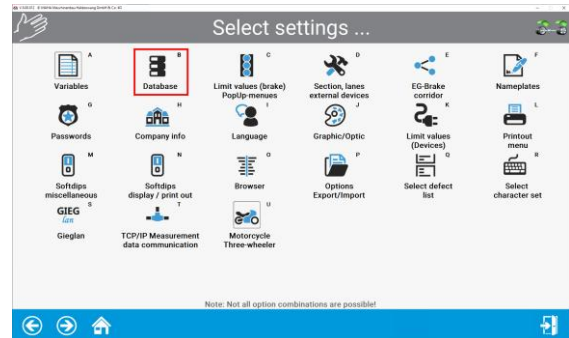 Select settings ...
A B C D E F
Variables Database Limit values (brake) Section, lanes EG-Brake Nameplates
PopUp-menues external devices corridor
G H I J K L
Passwords Company info Language Graphic/Optic Limit values Printout
(Devices) menu
M N O P Q R
Softdips Softdips Browser Options Select defect Select
miscellaneous display / print out Export/Import list character set
S T U
GIEG
lan
Gieglan TCP/IP Measurement Motorcycle
data communication Three-wheeler
Note: Not all option combinations are possible!